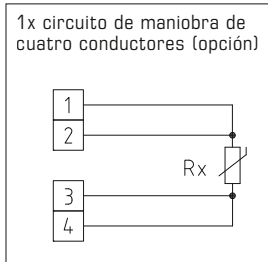 1x circuito de maniobra de
cuatro conductores (opción)
1
2
Rx
3
4